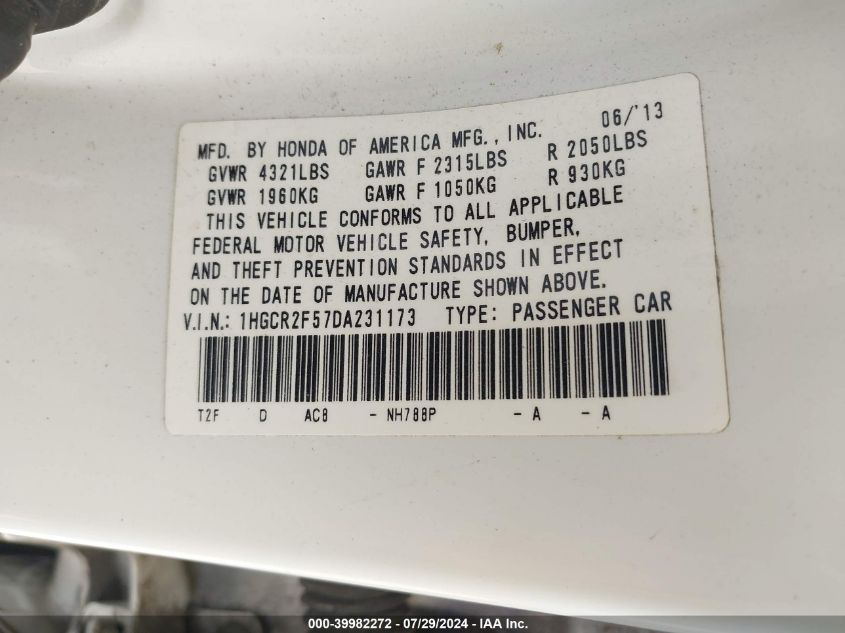 MFD. BY HONDA OF AMERICA MFG., INC. 06/'13
GVWR 4321LBS GAWR F 2315LBS R 2050LBS
GVWR 1960KG GAWR F 1050KG R 930KG
THIS VEHICLE CONFORMS TO ALL APPLICABLE
FEDERAL MOTOR VEHICLE SAFETY, BUMPER,
AND THEFT PREVENTION STANDARDS IN EFFECT
ON THE DATE OF MANUFACTURE SHOWN ABOVE.
V.I.N.: 1HGCR2F57DA231173 TYPE: PASSENGER CAR
T2F D AC8 - NH788P - A - A
000-39982272 - 07/29/2024 - IAA Inc.